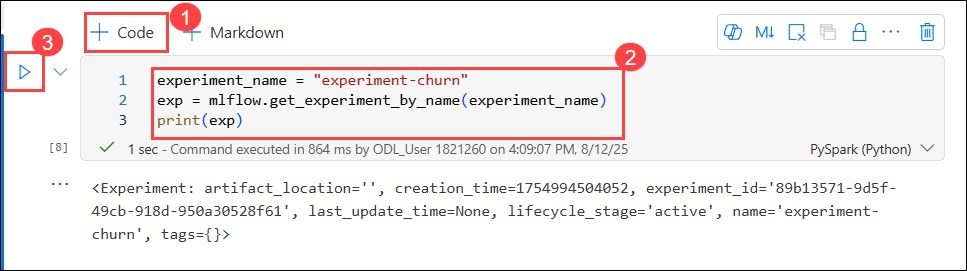 1
+ Code + Markdown M↓ ...
3
2
1 experiment_name = "experiment-churn"
2 exp = mlflow.get_experiment_by_name(experiment_name)
3 print(exp)
[8] 1 sec - Command executed in 864 ms by ODL_User 1821260 on 4:09:07 PM, 8/12/25 PySpark (Python)
... <Experiment: artifact_location='', creation_time=1754994504052, experiment_id='89b13571-9d5f-
49cb-918d-950a30528f61', last_update_time=None, lifecycle_stage='active', name='experiment-
churn', tags={}>